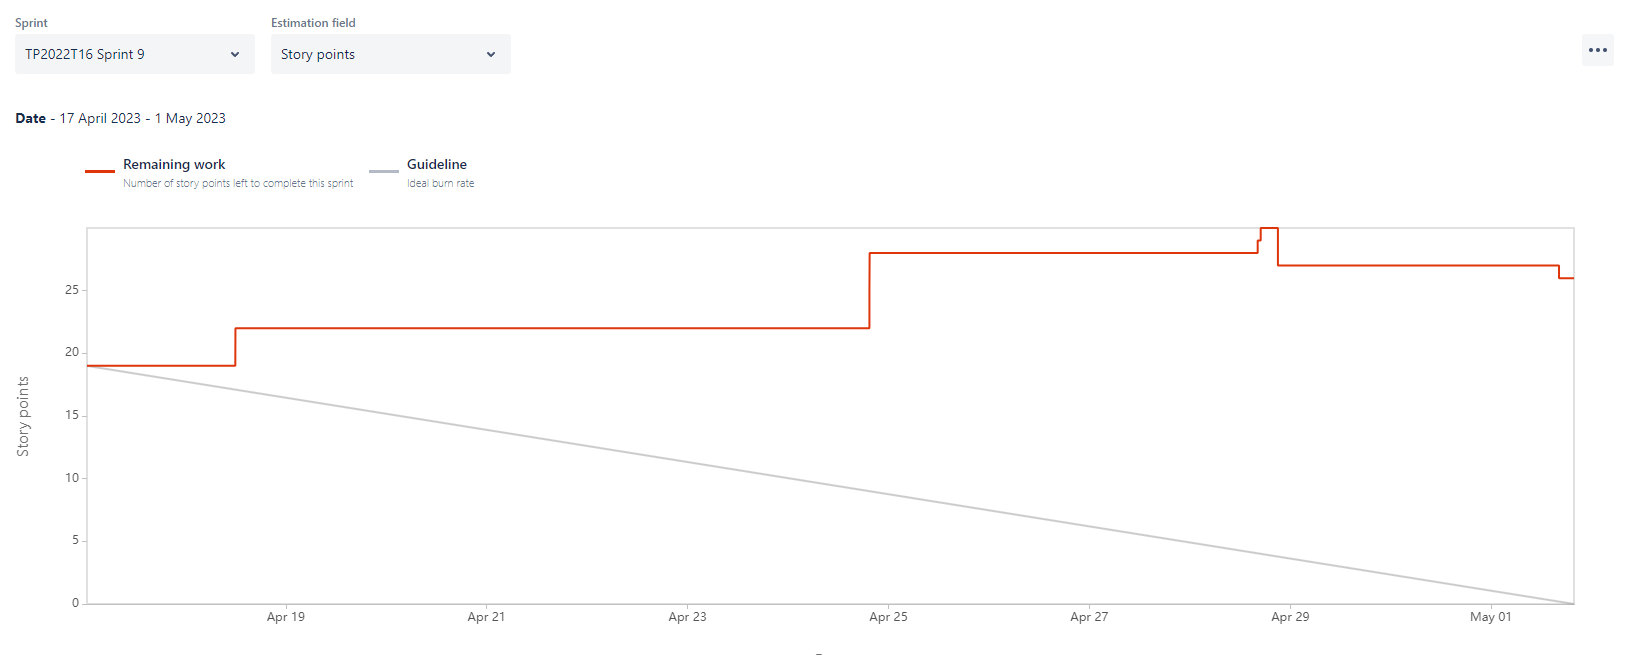 Sprint
Estimation field
TP2022T16 Sprint 9
Story points
Date - 17 April 2023 - 1 May 2023
Remaining work
Number of story points left to complete this sprint
Guideline
Ideal burn rate
Story points
25
20
15
10
5
0
Apr 19
Apr 21
Apr 23
Apr 25
Apr 27
Apr 29
May 01